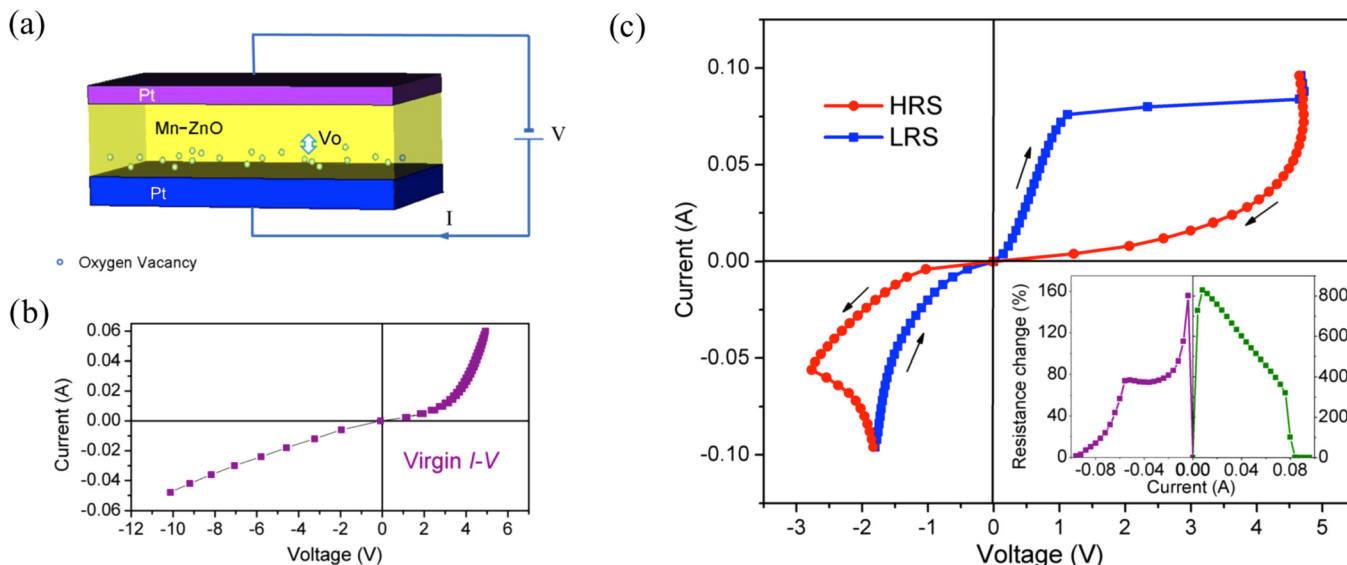 (a)
Pt
Mn-ZnO
Vo
V
Pt
I
Oxygen Vacancy
(b)
0.06
0.04
0.02
0.00
-0.02
-0.04
-0.06
Current (A)
Virgin I-V
-12 -10 -8 -6 -4 -2 0 2 4 6
Voltage (V)
(c)
0.10
0.05
0.00
-0.05
-0.10
Current (A)
HRS
LRS
-3 -2 -1 0 1 2 3 4 5
Voltage (V)
160
120
80
40
0
Resistance change (%)
800
600
400
200
0
-0.08 -0.04 0.00 0.04 0.08
Current (A)